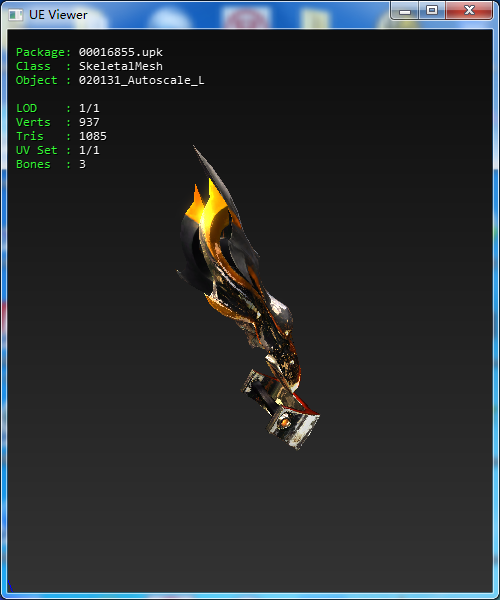 UE Viewer
Package: 00016855.upk
Class : SkeletalMesh
Object : 020131_Autoscale_L
LOD : 1/1
Verts : 937
Tris : 1085
UV Set : 1/1
Bones : 3